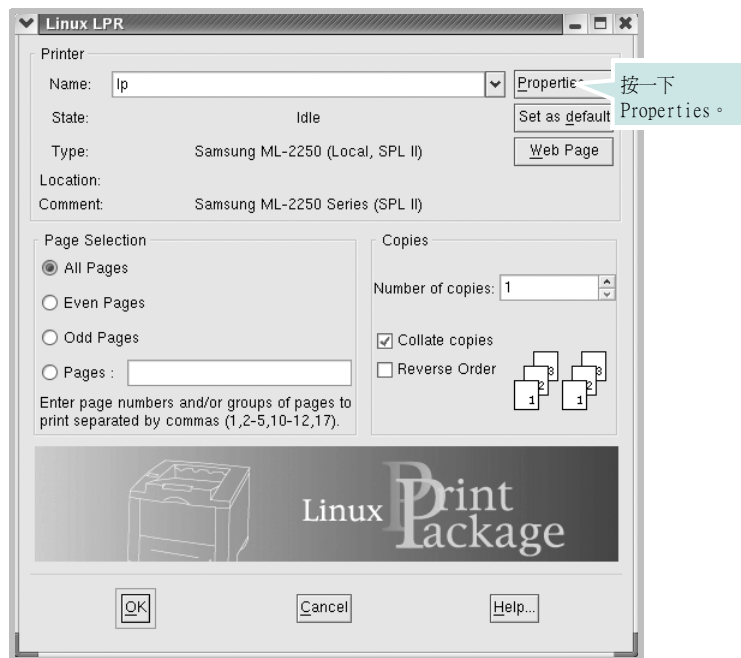 Linux LPR
Printer
Name: lp
Properties
按一下
Properties。
State: Idle
Set as default
Type: Samsung ML-2250 (Local, SPL II)
Web Page
Location:
Comment: Samsung ML-2250 Series (SPL II)
Page Selection
All Pages
Even Pages
Odd Pages
Pages :
Enter page numbers and/or groups of pages to
print separated by commas (1,2-5,10-12,17).
Copies
Number of copies: 1
Collate copies
Reverse Order
3 3
2 2
1 1
Linux Print
Package
OK Cancel Help...